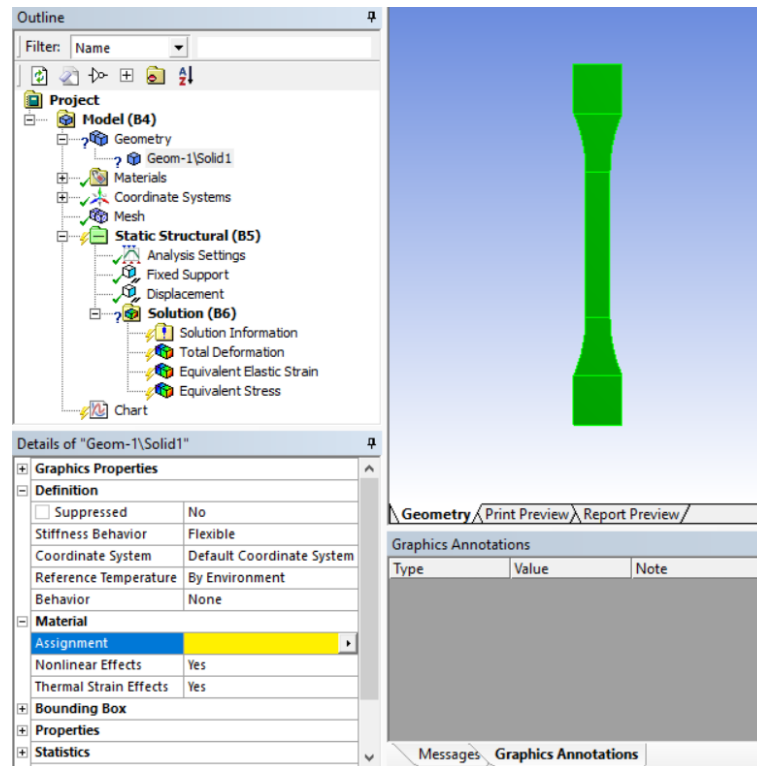 Outline
Filter: Name
Project
Model (B4)
Geometry
Geom-1\Solid1
Materials
Coordinate Systems
Mesh
Static Structural (B5)
Analysis Settings
Fixed Support
Displacement
Solution (B6)
Solution Information
Total Deformation
Equivalent Elastic Strain
Equivalent Stress
Chart
Details of "Geom-1\Solid1"
Graphics Properties
Definition
Suppressed No
Stiffness Behavior Flexible
Coordinate System Default Coordinate System
Reference Temperature By Environment
Behavior None
Material
Assignment
Nonlinear Effects Yes
Thermal Strain Effects Yes
Bounding Box
Properties
Statistics
Geometry Print Preview Report Preview
Graphics Annotations
Type Value Note
Messages Graphics Annotations